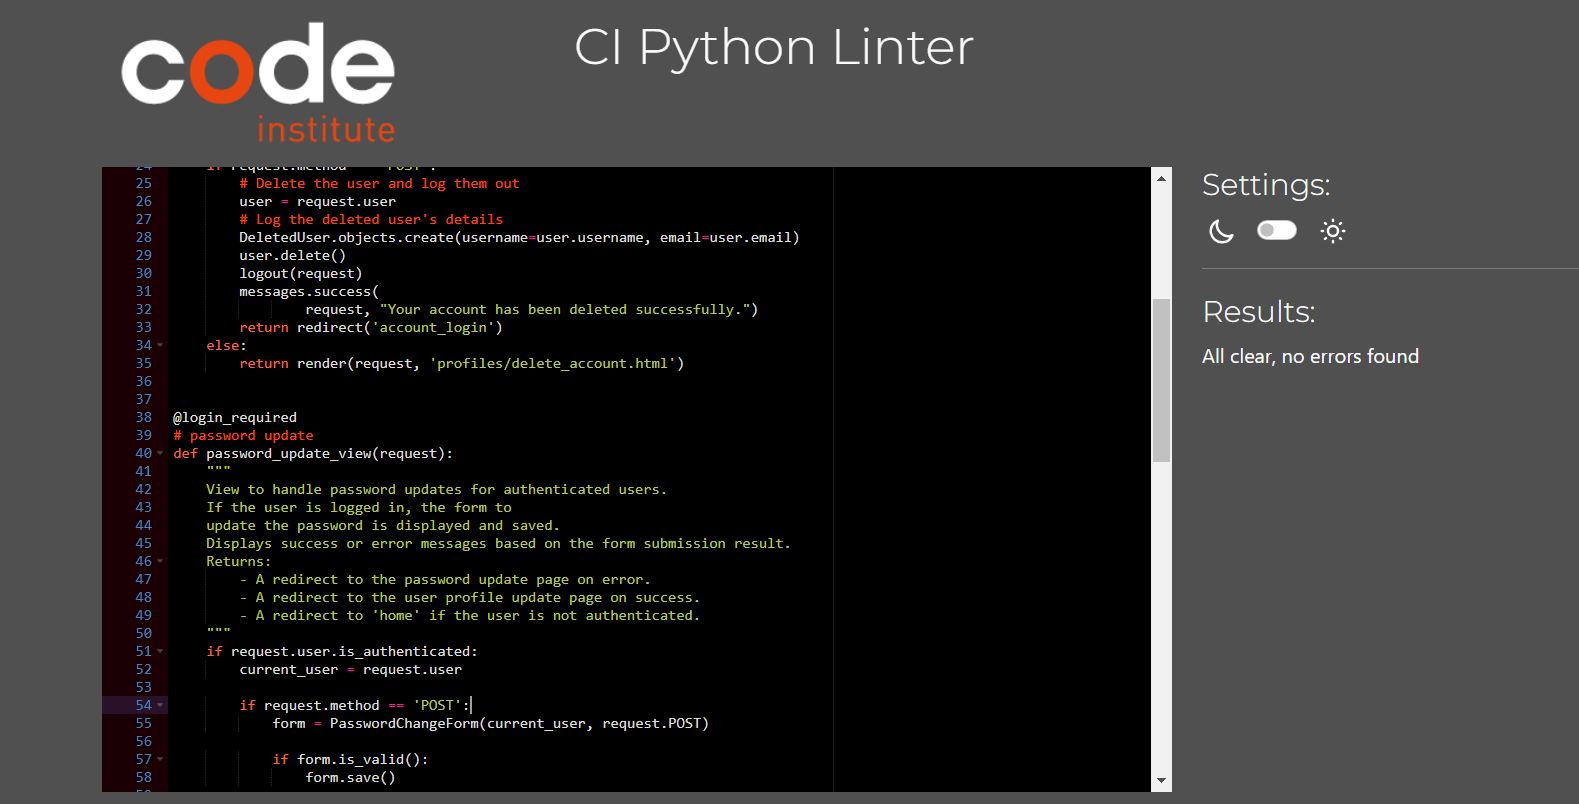 code
institute
CI Python Linter
24 if request.method == 'POST':
25 # Delete the user and log them out
26 user = request.user
27 # Log the deleted user's details
28 DeletedUser.objects.create(username=user.username, email=user.email)
29 user.delete()
30 logout(request)
31 messages.success(
32 request, "Your account has been deleted successfully.")
33 return redirect('account_login')
34 else:
35 return render(request, 'profiles/delete_account.html')
36
37
38 @login_required
39 # password update
40 def password_update_view(request):
41 """
42 View to handle password updates for authenticated users.
43 If the user is logged in, the form to
44 update the password is displayed and saved.
45 Displays success or error messages based on the form submission result.
46 Returns:
47 - A redirect to the password update page on error.
48 - A redirect to the user profile update page on success.
49 - A redirect to 'home' if the user is not authenticated.
50 """
51 if request.user.is_authenticated:
52 current_user = request.user
53
54 if request.method == 'POST':
55 form = PasswordChangeForm(current_user, request.POST)
56
57 if form.is_valid():
58 form.save()
Settings:
Results:
All clear, no errors found